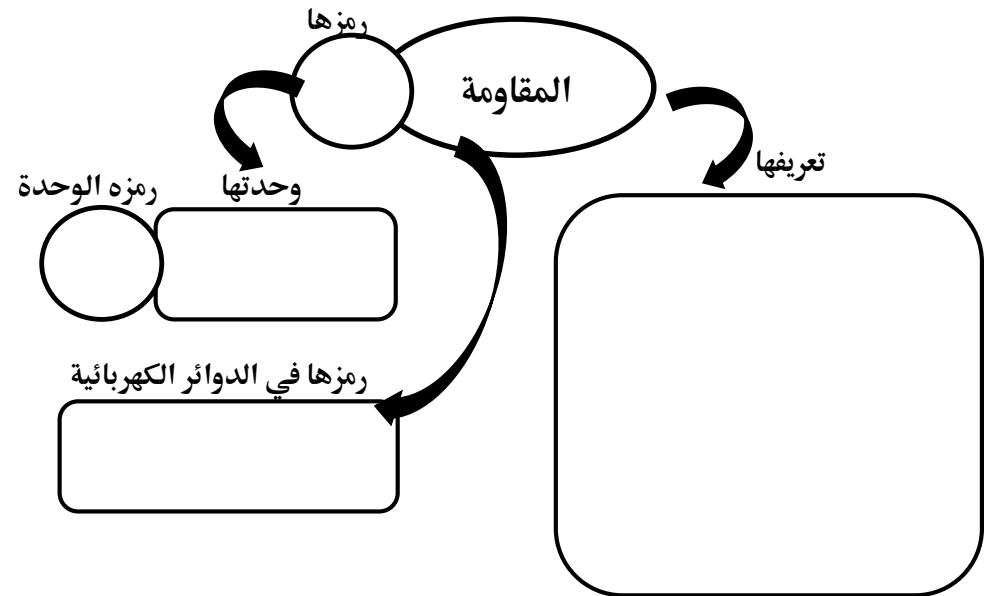 رمزها
المقاومة
تعريفها
وحدتها
رمزه الوحدة
رمزها في الدوائر الكهربائية